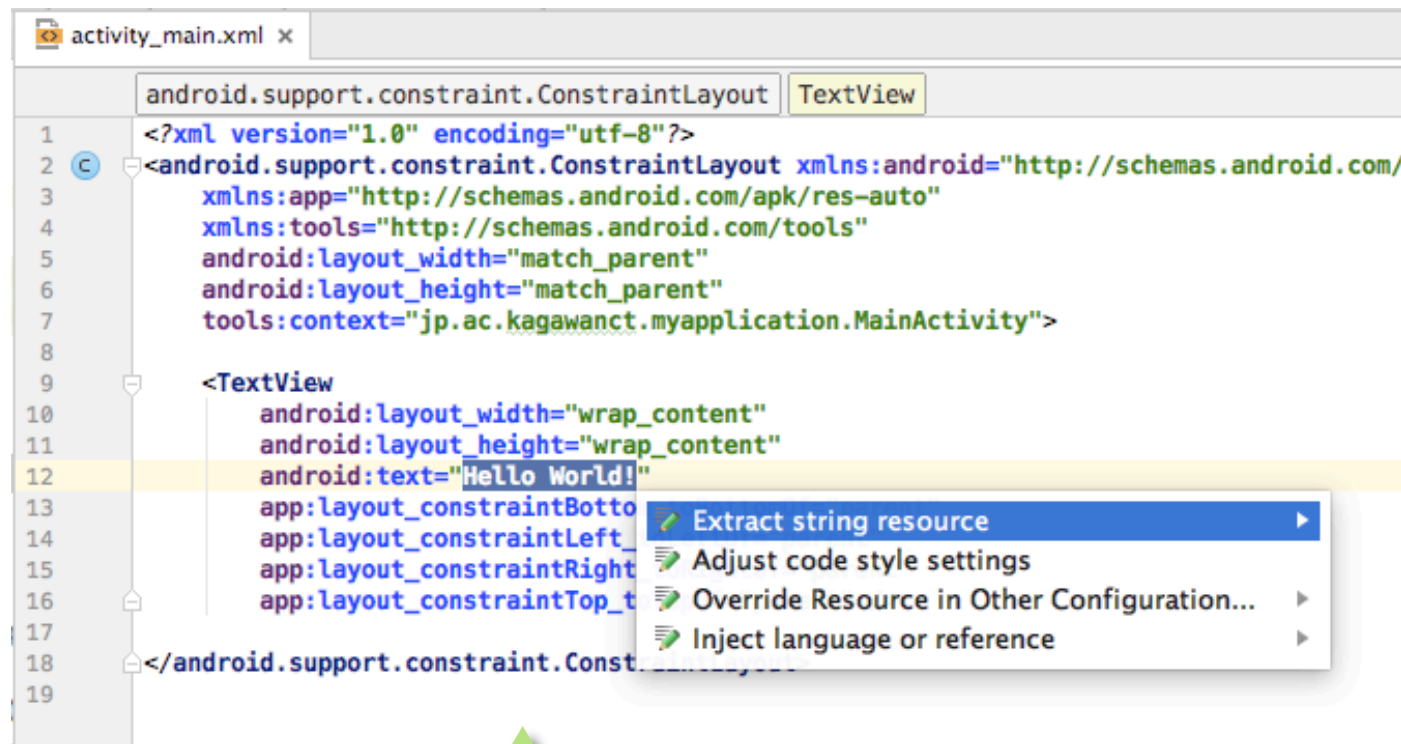 activity_main.xml ×
android.support.constraint.ConstraintLayout TextView
1 <?xml version="1.0" encoding="utf-8"?>
2 C <android.support.constraint.ConstraintLayout xmlns:android="http://schemas.android.com/
3 xmlns:app="http://schemas.android.com/apk/res-auto"
4 xmlns:tools="http://schemas.android.com/tools"
5 android:layout_width="match_parent"
6 android:layout_height="match_parent"
7 tools:context="jp.ac.kagawanct.myapplication.MainActivity">
8
9 <TextView
10 android:layout_width="wrap_content"
11 android:layout_height="wrap_content"
12 android:text="Hello World!"
13 app:layout_constraintBotto
14 app:layout_constraintLeft_
15 app:layout_constraintRight
16 app:layout_constraintTop_t
17
18 </android.support.constraint.Const
19
Extract string resource
Adjust code style settings
Override Resource in Other Configuration...
Inject language or reference